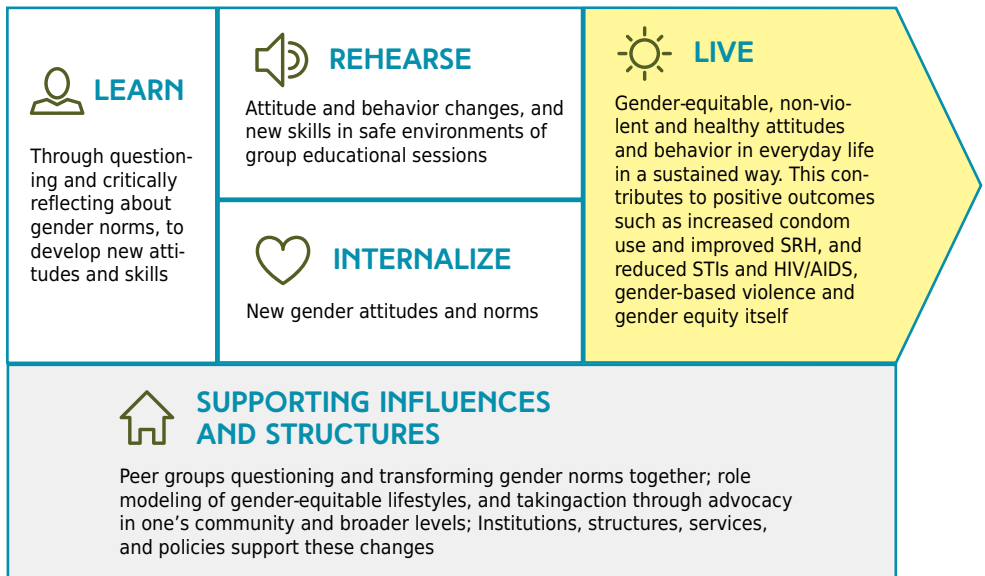 LEARN
Through question-
ing and critically
reflecting about
gender norms, to
develop new atti-
tudes and skills
REHEARSE
Attitude and behavior changes, and
new skills in safe environments of
group educational sessions
INTERNALIZE
New gender attitudes and norms
LIVE
Gender-equitable, non-vio-
lent and healthy attitudes
and behavior in everyday life
in a sustained way. This con-
tributes to positive outcomes
such as increased condom
use and improved SRH, and
reduced STIs and HIV/AIDS,
gender-based violence and
gender equity itself
SUPPORTING INFLUENCES
AND STRUCTURES
Peer groups questioning and transforming gender norms together; role
modeling of gender-equitable lifestyles, and takingaction through advocacy
in one’s community and broader levels; Institutions, structures, services,
and policies support these changes